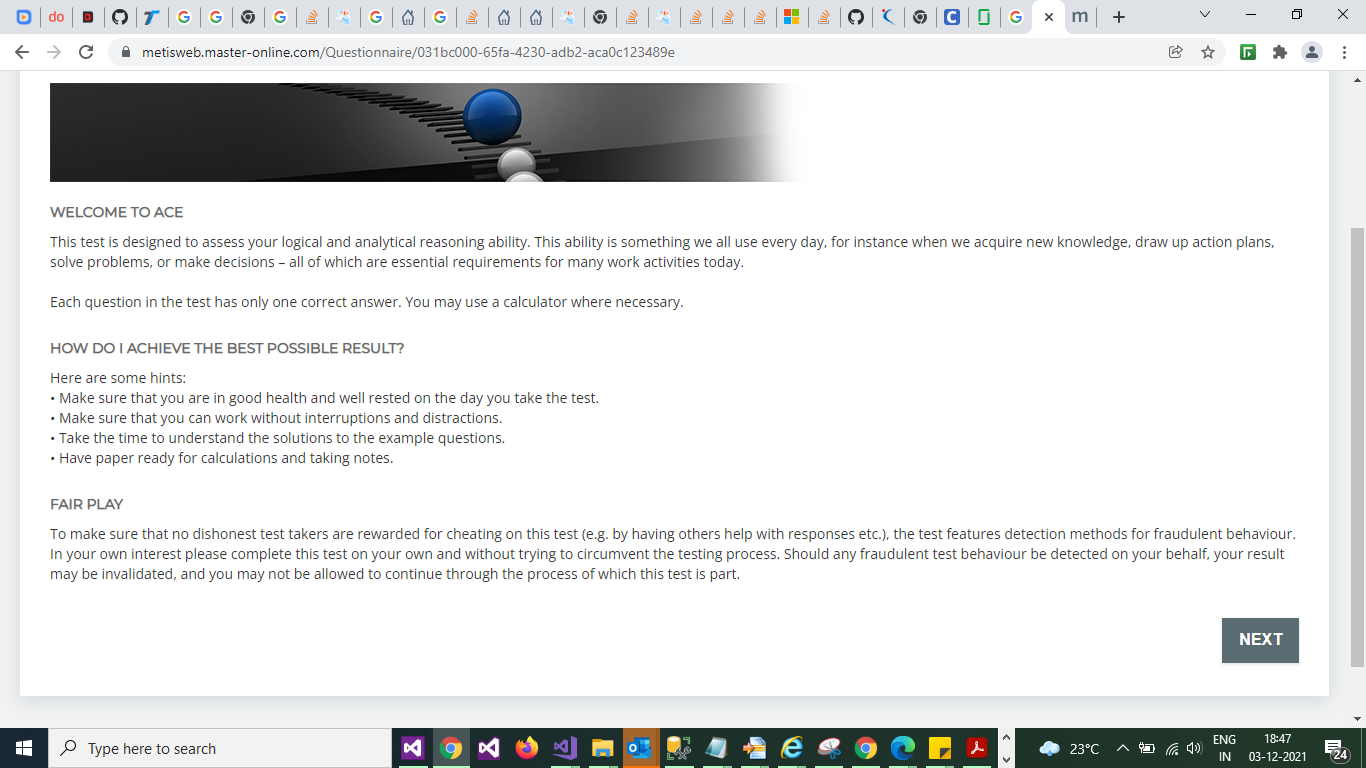 do
metisweb.master-online.com/Questionnaire/031bc000-65fa-4230-adb2-aca0c123489e
WELCOME TO ACE
This test is designed to assess your logical and analytical reasoning ability. This ability is something we all use every day, for instance when we acquire new knowledge, draw up action plans,
solve problems, or make decisions – all of which are essential requirements for many work activities today.
Each question in the test has only one correct answer. You may use a calculator where necessary.
HOW DO I ACHIEVE THE BEST POSSIBLE RESULT?
Here are some hints:
• Make sure that you are in good health and well rested on the day you take the test.
• Make sure that you can work without interruptions and distractions.
• Take the time to understand the solutions to the example questions.
• Have paper ready for calculations and taking notes.
FAIR PLAY
To make sure that no dishonest test takers are rewarded for cheating on this test (e.g. by having others help with responses etc.), the test features detection methods for fraudulent behaviour.
In your own interest please complete this test on your own and without trying to circumvent the testing process. Should any fraudulent test behaviour be detected on your behalf, your result
may be invalidated, and you may not be allowed to continue through the process of which this test is part.
NEXT
Type here to search
23°C
ENG
IN
18:47
03-12-2021
24